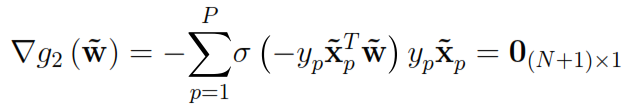 ∇g₂(w̃) = −∑_{p=1}^{P} σ(−y_p x̃_p^T w̃) y_p x̃_p = 0_{(N+1)×1}